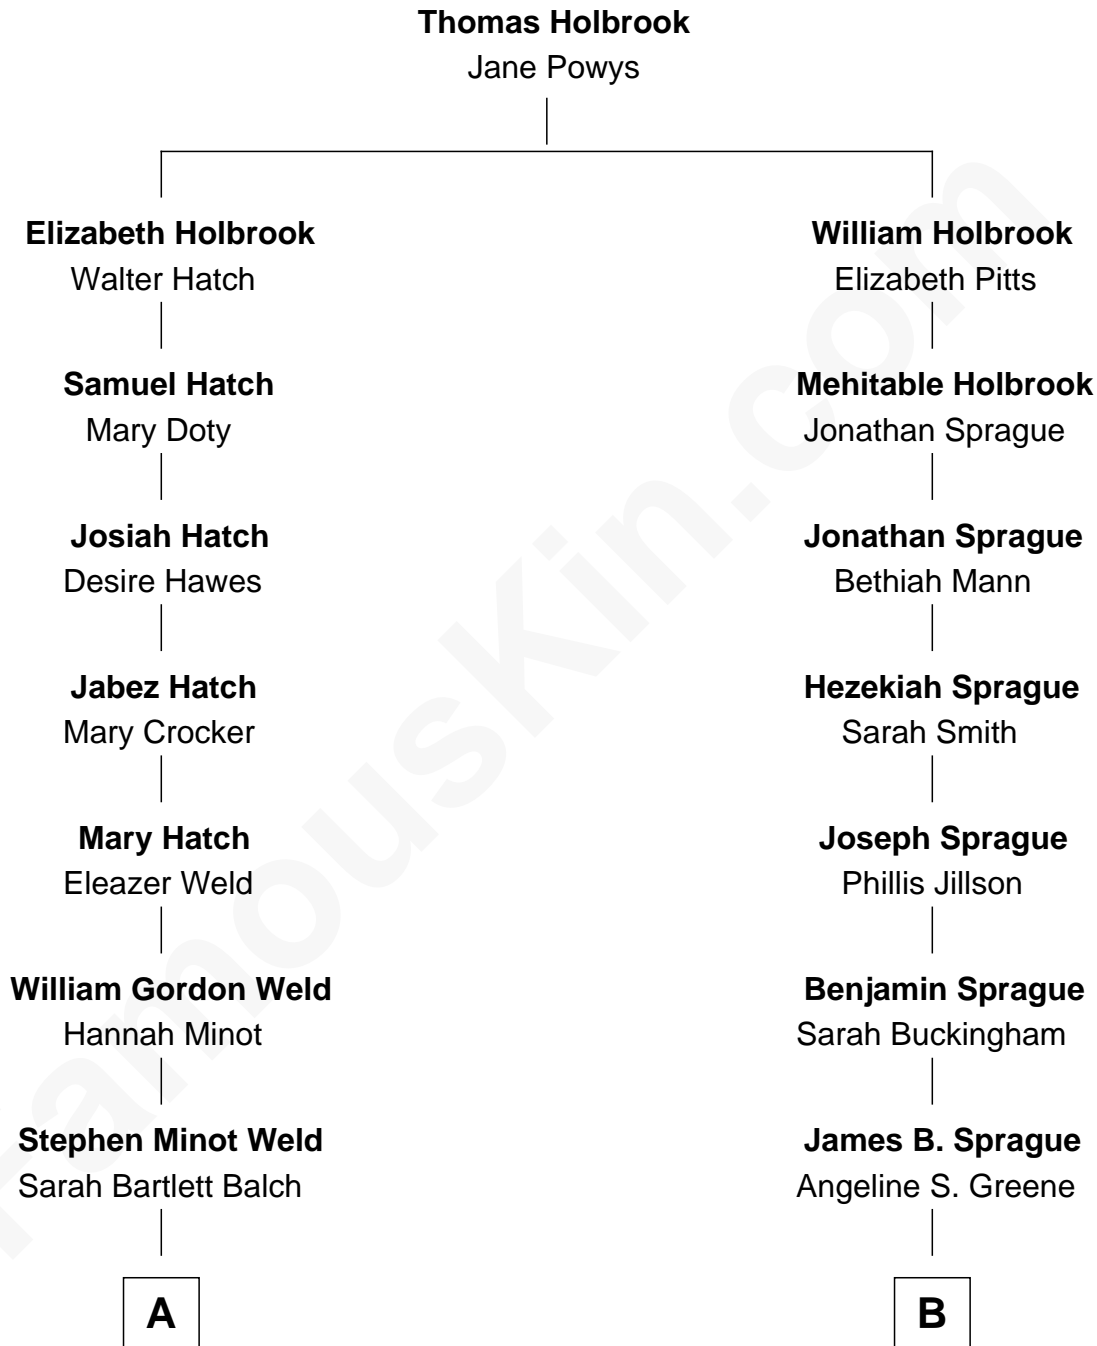 Thomas Holbrook
Jane Powys
Elizabeth Holbrook
Walter Hatch
William Holbrook
Elizabeth Pitts
Samuel Hatch
Mary Doty
Mehitable Holbrook
Jonathan Sprague
Josiah Hatch
Desire Hawes
Jonathan Sprague
Bethiah Mann
Jabez Hatch
Mary Crocker
Hezekiah Sprague
Sarah Smith
Mary Hatch
Eleazer Weld
Joseph Sprague
Phillis Jillson
William Gordon Weld
Hannah Minot
Benjamin Sprague
Sarah Buckingham
Stephen Minot Weld
Sarah Bartlett Balch
James B. Sprague
Angeline S. Greene
A
B
FamousKin.com